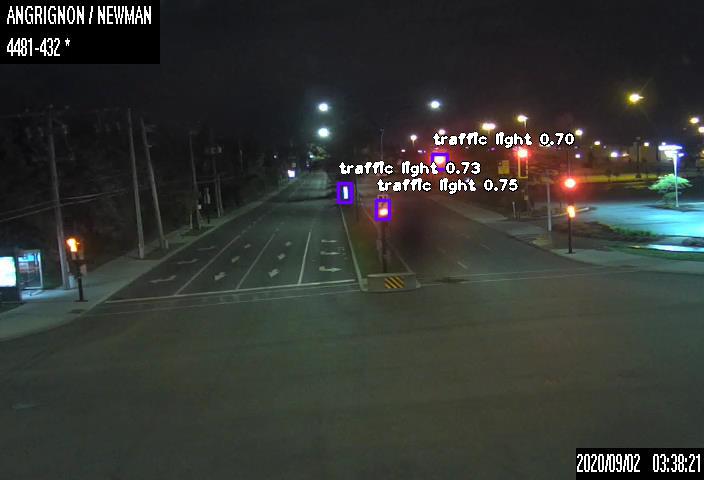 ANGRIGNON / NEWMAN
4481-432 *
traffic light 0.70
traffic light 0.73
traffic light 0.75
2020/09/02 03:38:21